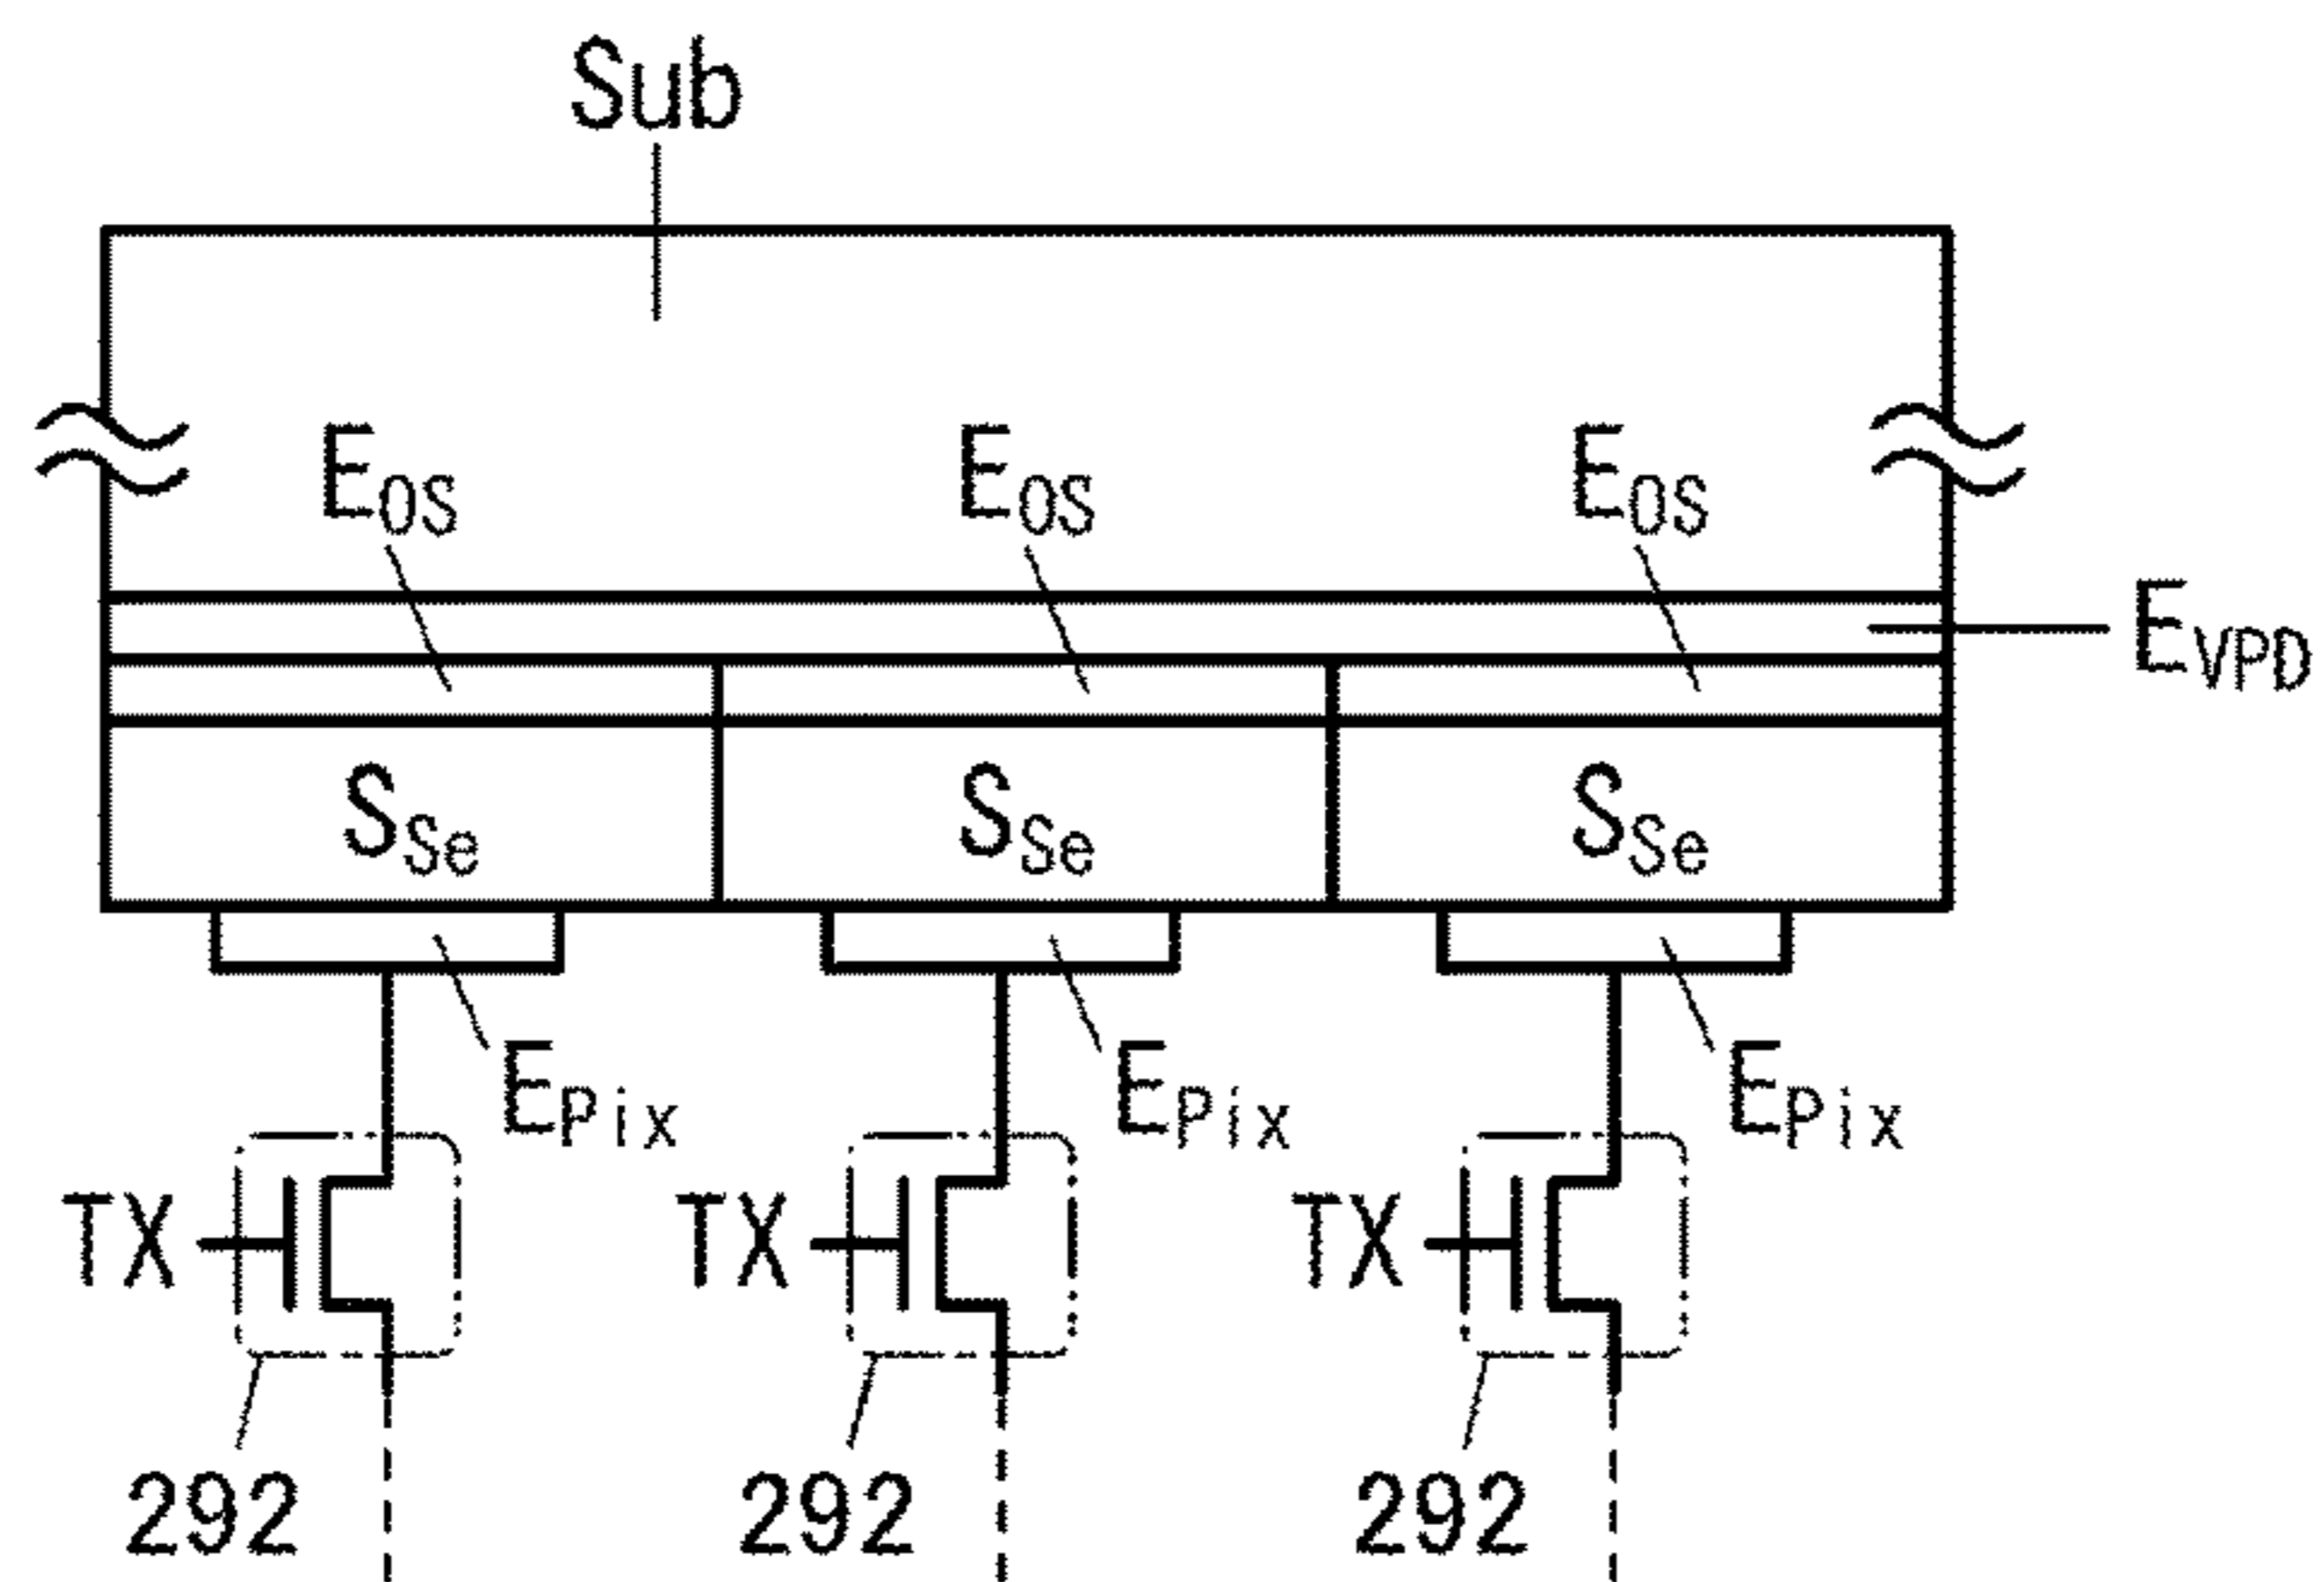 Sub
EOS EOS EOS
EVPD
SSe SSe SSe
EPix EPix EPix
TX TX TX
292 292 292